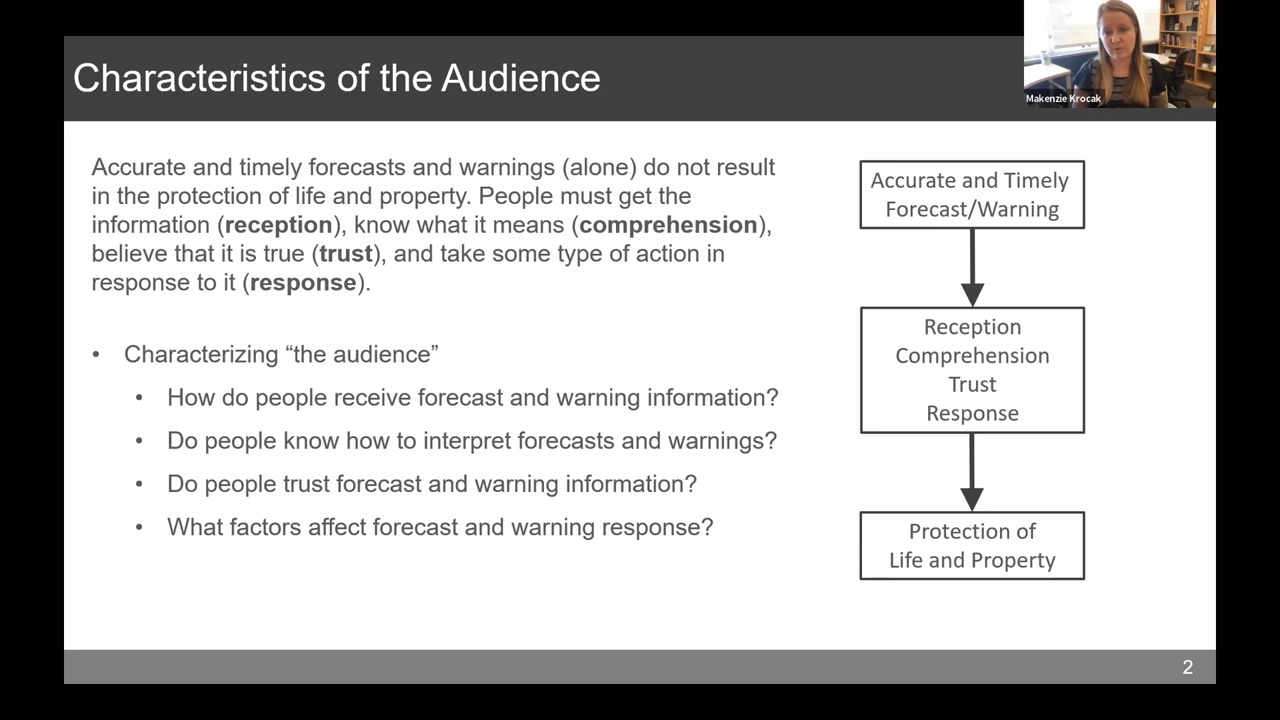 Characteristics of the Audience
Makenzie Krocak
Accurate and timely forecasts and warnings (alone) do not result
in the protection of life and property. People must get the
information (reception), know what it means (comprehension),
believe that it is true (trust), and take some type of action in
response to it (response).
• Characterizing “the audience”
• How do people receive forecast and warning information?
• Do people know how to interpret forecasts and warnings?
• Do people trust forecast and warning information?
• What factors affect forecast and warning response?
Accurate and Timely
Forecast/Warning
Reception
Comprehension
Trust
Response
Protection of
Life and Property
2